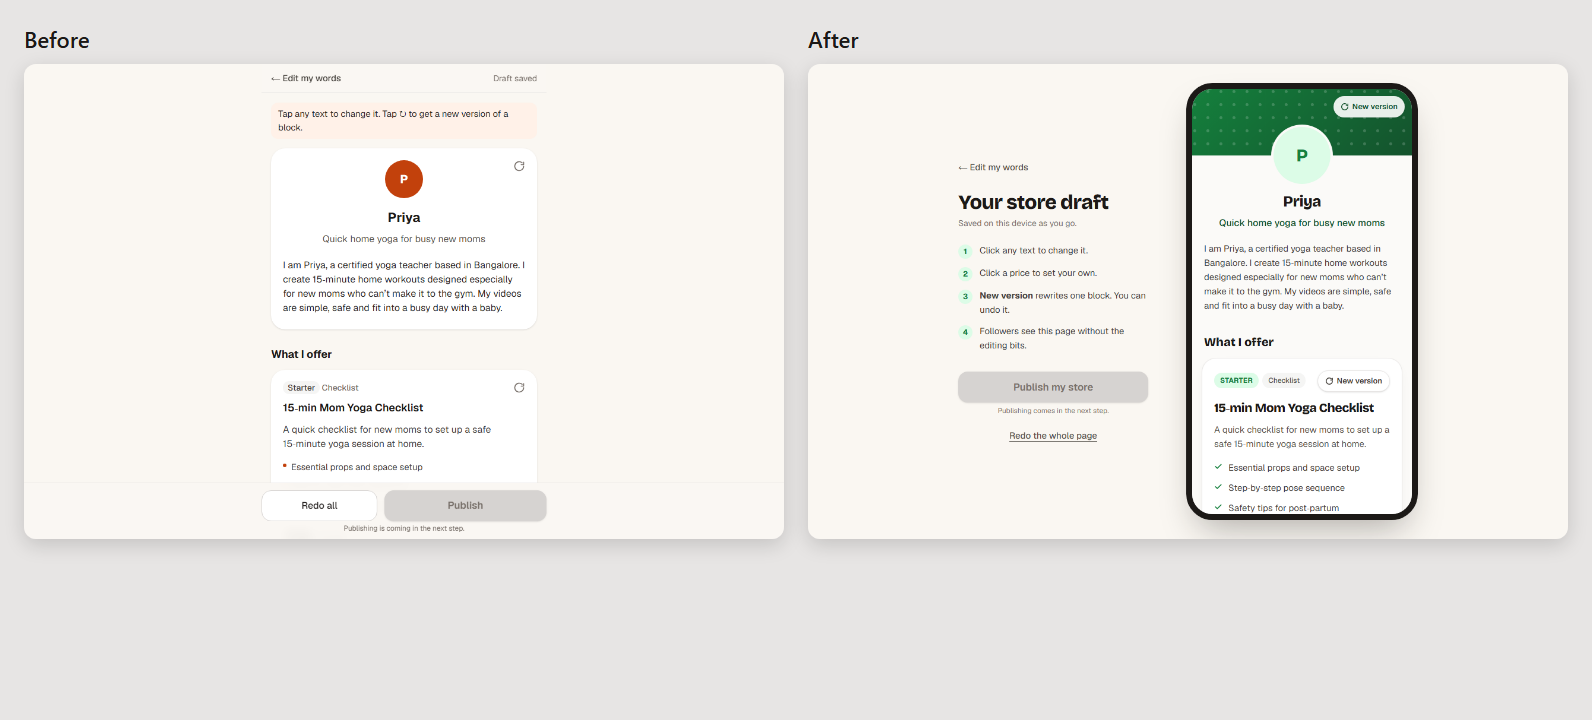 Before
← Edit my words
Draft saved
Tap any text to change it. Tap ↻ to get a new version of a
block.
P
Priya
Quick home yoga for busy new moms
I am Priya, a certified yoga teacher based in Bangalore. I
create 15-minute home workouts designed especially
for new moms who can't make it to the gym. My videos
are simple, safe and fit into a busy day with a baby.
What I offer
Starter Checklist
15-min Mom Yoga Checklist
A quick checklist for new moms to set up a safe
15-minute yoga session at home.
Essential props and space setup
Redo all
Publish
Publishing is coming in the next step.
After
← Edit my words
Your store draft
Saved on this device as you go.
1 Click any text to change it.
2 Click a price to set your own.
3 New version rewrites one block. You can
undo it.
4 Followers see this page without the
editing bits.
Publish my store
Publishing comes in the next step.
Redo the whole page
New version
P
Priya
Quick home yoga for busy new moms
I am Priya, a certified yoga teacher based in
Bangalore. I create 15-minute home workouts
designed especially for new moms who can't
make it to the gym. My videos are simple, safe
and fit into a busy day with a baby.
What I offer
STARTER Checklist New version
15-min Mom Yoga Checklist
A quick checklist for new moms to set up a
safe 15-minute yoga session at home.
Essential props and space setup
Step-by-step pose sequence
Safety tips for post-partum